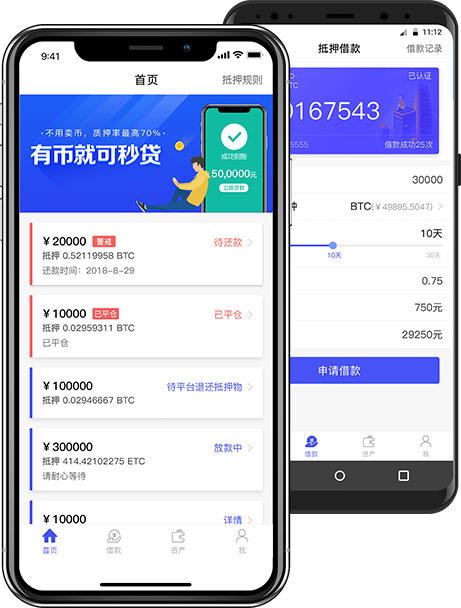 9:41
首页
抵押规则
·不用卖币，质押率最高70%·
有币就可秒贷
成功到账
50,0000元
立即贷款
¥ 20000 警戒
待还款
抵押 0.52119958 BTC
还款时间：2018-8-29
¥ 10000 已平仓
已平仓
抵押 0.02959311 BTC
已平仓
¥ 100000
待平台退还抵押物
抵押 0.02946667 BTC
¥ 300000
放款中
抵押 414.42102275 ETC
请耐心等待
¥ 10000
详情
首页
借款
资产
我
11:12
抵押借款
借款记录
已认证
TC
0167543
5555
借款成功25次
30000
种
BTC(¥49895.5047)
10天
10天
30天
0.75
750元
29250元
申请借款
借款
资产
我